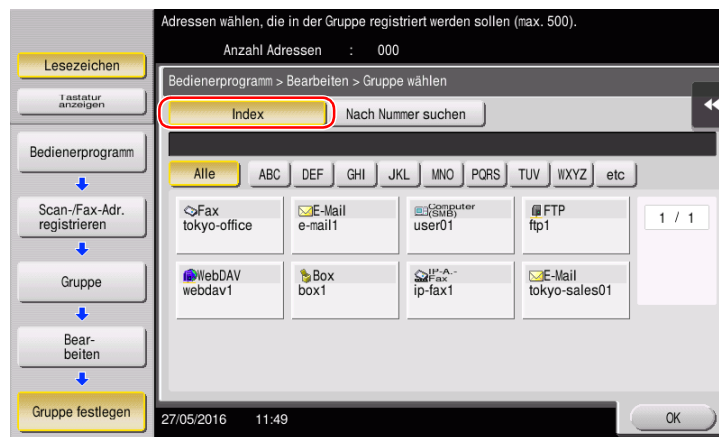 Adressen wählen, die in der Gruppe registriert werden sollen (max. 500).
Anzahl Adressen : 000
Lesezeichen
Tastatur
anzeigen
Bedienerprogramm
Scan-/Fax-Adr.
registrieren
Gruppe
Bear-
beiten
Gruppe festlegen
Bedienerprogramm > Bearbeiten > Gruppe wählen
Index Nach Nummer suchen
Alle ABC DEF GHI JKL MNO PQRS TUV WXYZ etc
Fax
tokyo-office
E-Mail
e-mail1
Computer
(SMB)
user01
FTP
ftp1
1 / 1
WebDAV
webdav1
Box
box1
IP-A.-
Fax
ip-fax1
E-Mail
tokyo-sales01
27/05/2016 11:49
OK